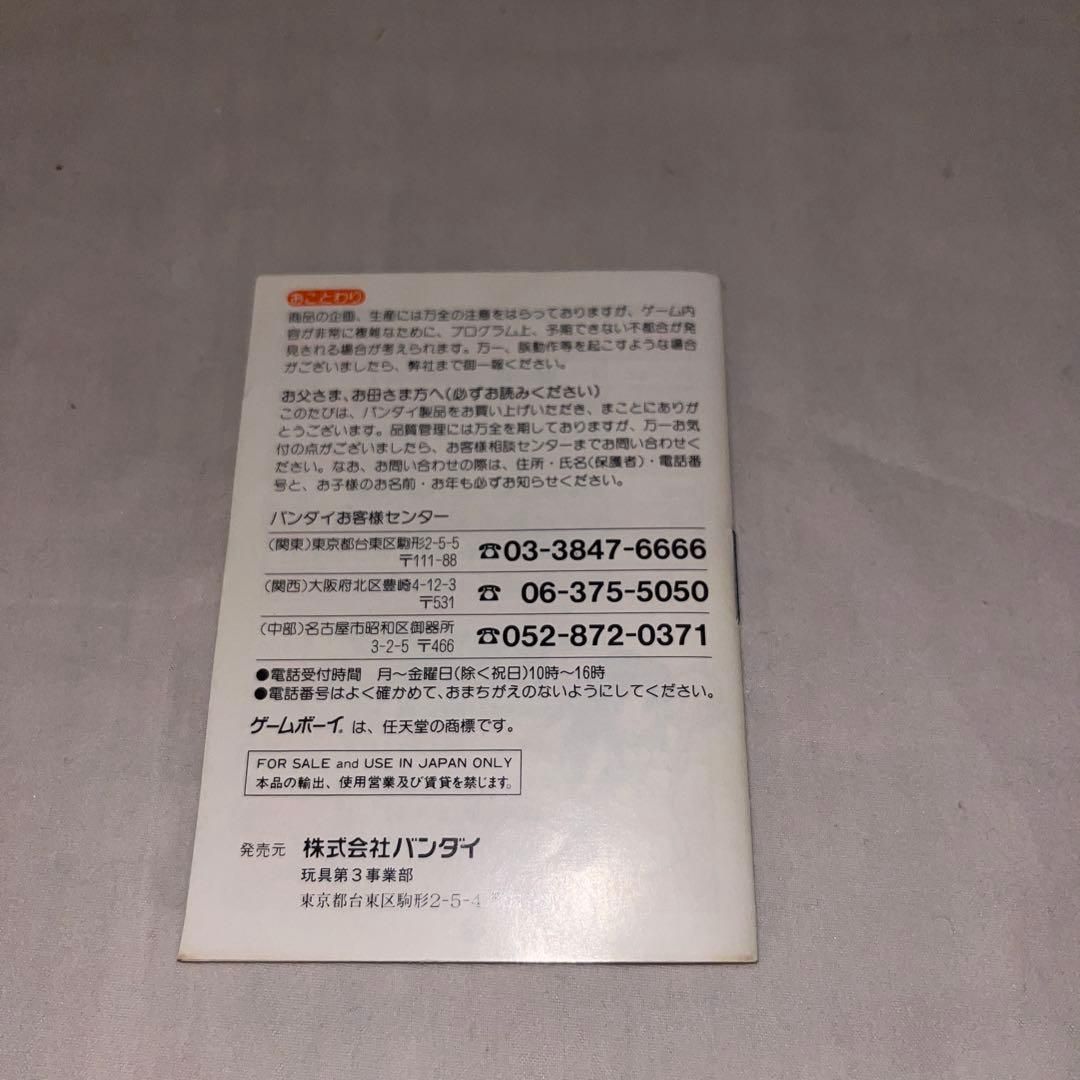 おことわり
商品の企画、生産には万全の注意をはらっておりますが、ゲーム内
容が非常に複雑なために、プログラム上、予期できない不都合が発
見される場合が考えられます。万一、誤動作等を起こすような場合
がございましたら、弊社まで御一報ください。
お父さま、お母さま方へ(必ずお読みください)
このたびは、バンダイ製品をお買い上げいただき、まことにありが
とうございます。品質管理には万全を期しておりますが、万一お気
付の点がございましたら、お客様相談センターまでお問い合わせく
ださい。なお、お問い合わせの際は、住所・氏名(保護者)・電話番
号と、お子様のお名前・お年も必ずお知らせください。
バンダイお客様センター
(関東)東京都台東区駒形2-5-5 ☎03-3847-6666
〒111-88
(関西)大阪府北区豊崎4-12-3 ☎ 06-375-5050
〒531
(中部)名古屋市昭和区御器所 ☎052-872-0371
3-2-5 〒466
●電話受付時間 月〜金曜日(除く祝日)10時〜16時
●電話番号はよく確かめて、おまちがえのないようにしてください。
ゲームボーイ® は、任天堂の商標です。
FOR SALE and USE IN JAPAN ONLY
本品の輸出、使用営業及び賃貸を禁じます。
発売元 株式会社バンダイ
玩具第3事業部
東京都台東区駒形2-5-4